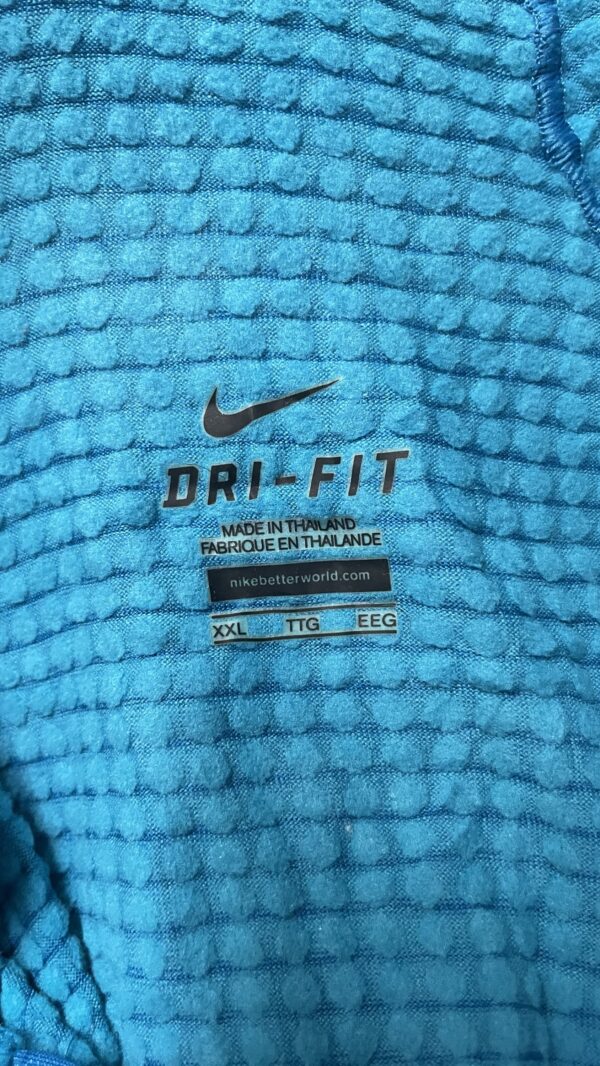 DRI-FIT
MADE IN THAILAND
FABRIQUE EN THAILANDE
nikebetterworld.com
XXL TTG EEG